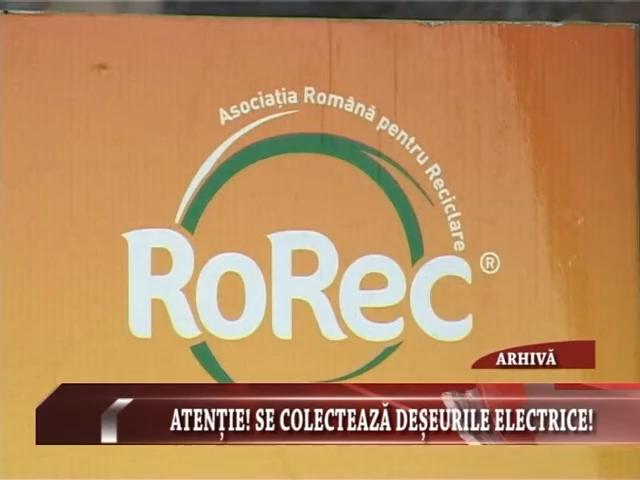 Asociația Română pentru Reciclare
RoRec®
ARHIVĂ
ATENȚIE! SE COLECTEAZĂ DEȘEURILE ELECTRICE!